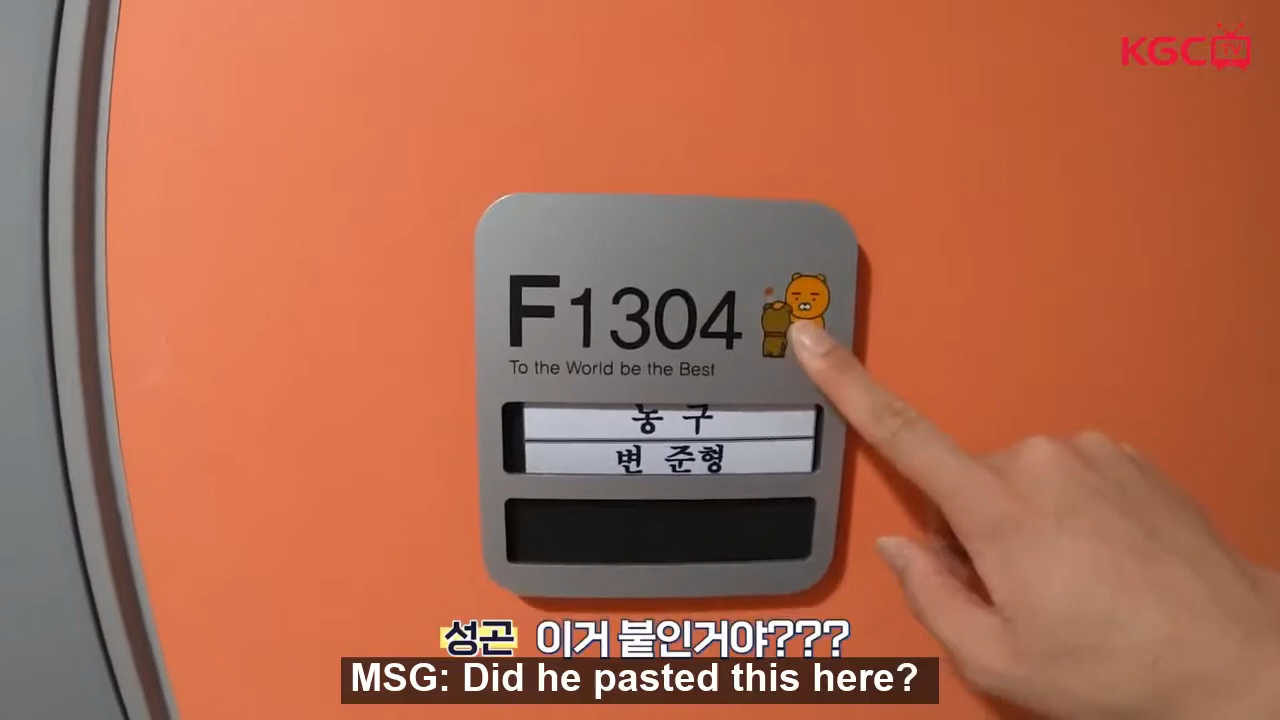 KGC TV
F1304
To the World be the Best
농 구
변 준형
성곤 이거 붙인거야???
MSG: Did he pasted this here?